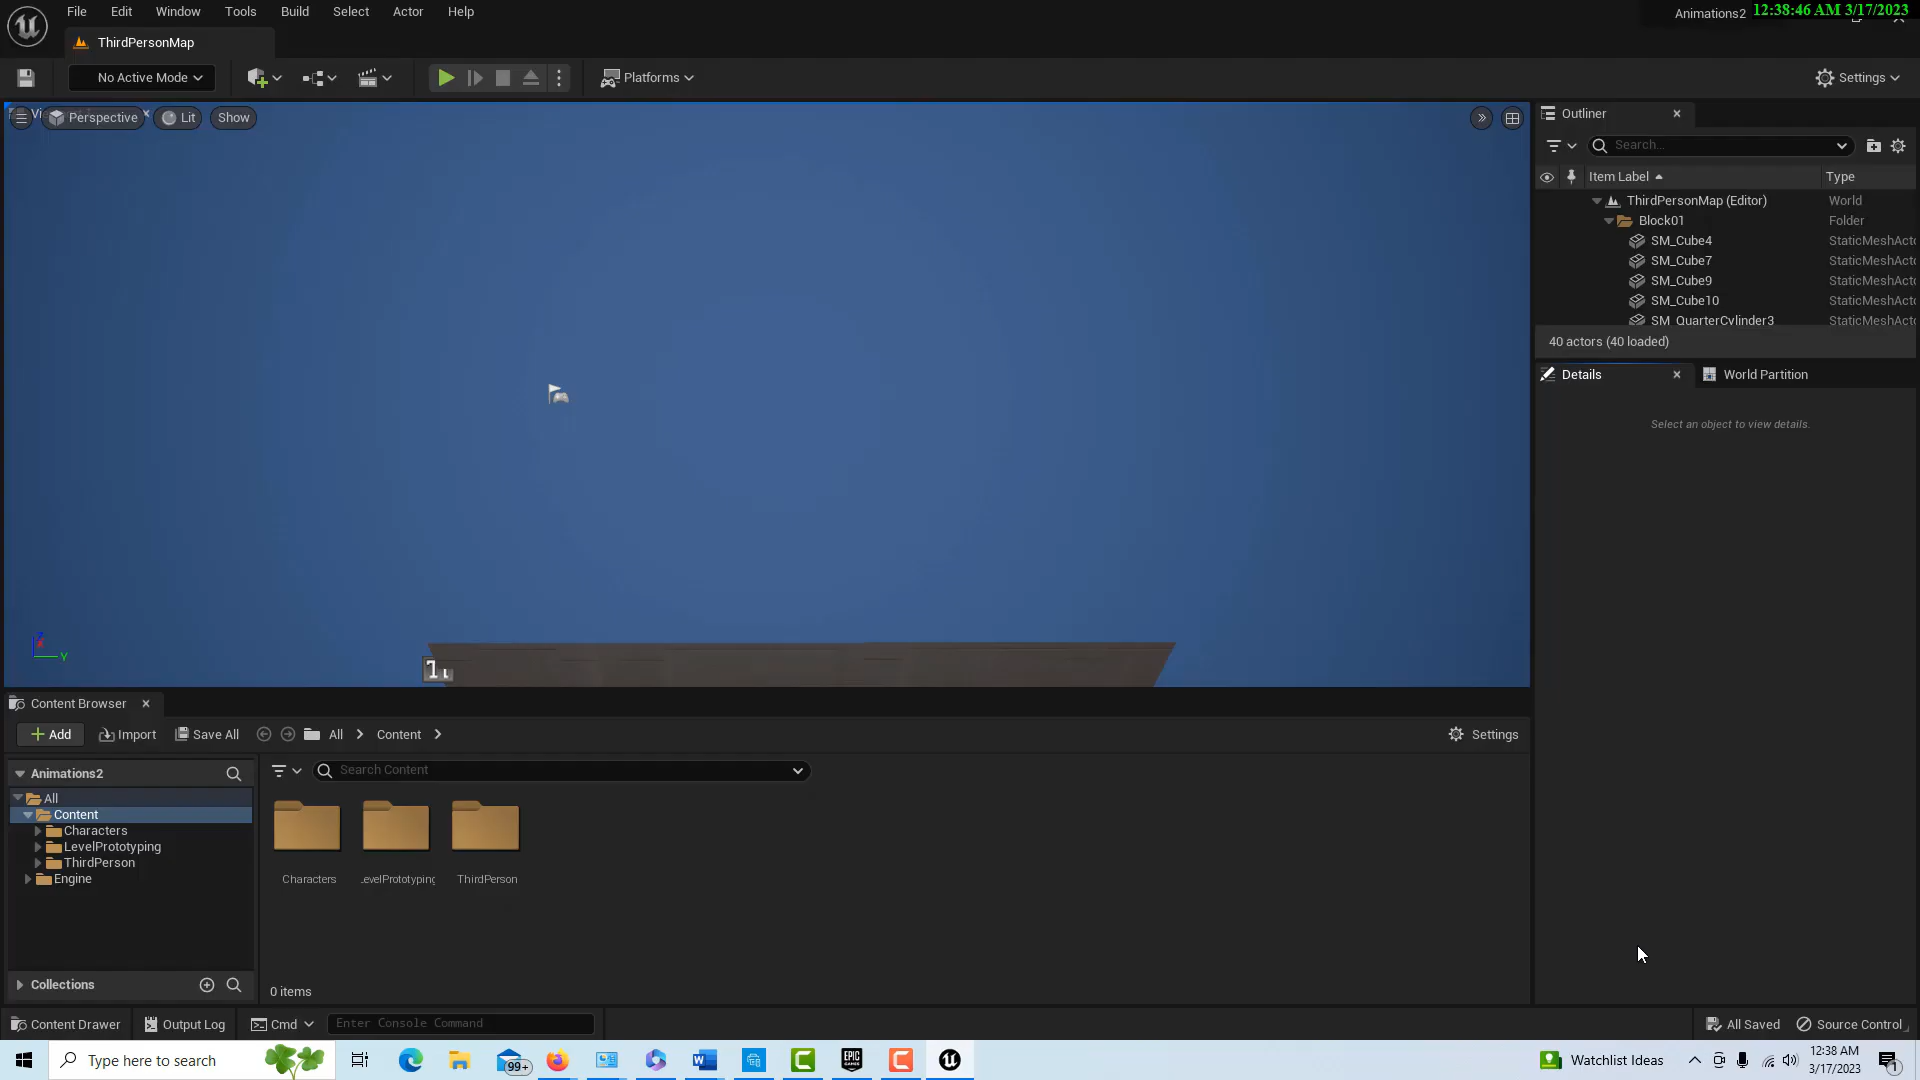 File Edit Window Tools Build Select Actor Help
Animations2
12:38:46 AM 3/17/2023
ThirdPersonMap
No Active Mode
Platforms
Settings
Perspective Lit Show
Outliner
Search...
Item Label Type
ThirdPersonMap (Editor) World
Block01 Folder
SM_Cube4 StaticMeshActo
SM_Cube7 StaticMeshActo
SM_Cube9 StaticMeshActo
SM_Cube10 StaticMeshActo
SM_QuarterCylinder3 StaticMeshActo
40 actors (40 loaded)
Details World Partition
Select an object to view details.
Z
Y
Content Browser
Add Import Save All All Content Settings
Animations2
Search Content
All
Content
Characters
LevelPrototyping
ThirdPerson
Engine
Characters
evelPrototyping
ThirdPerson
Collections
0 items
Content Drawer Output Log Cmd Enter Console Command All Saved Source Control
Type here to search
99+
EPIC GAMES
Watchlist Ideas
12:38 AM
3/17/2023
1